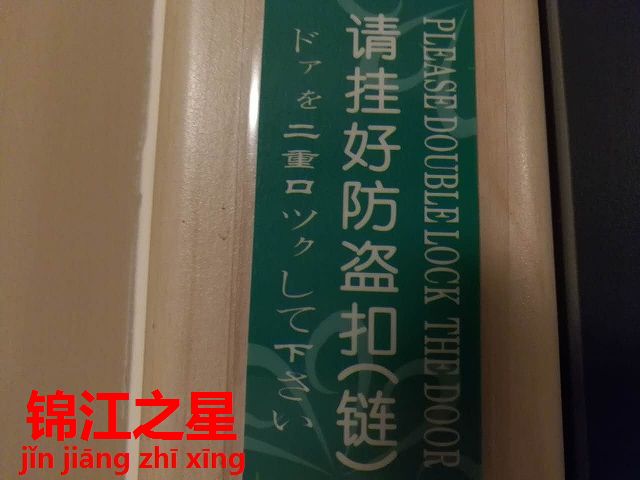 PLEASE DOUBLE LOCK THE DOOR
请挂好防盗扣(链)
ドァを二重ロックして下さい
锦江之星
jǐn jiāng zhī xīng